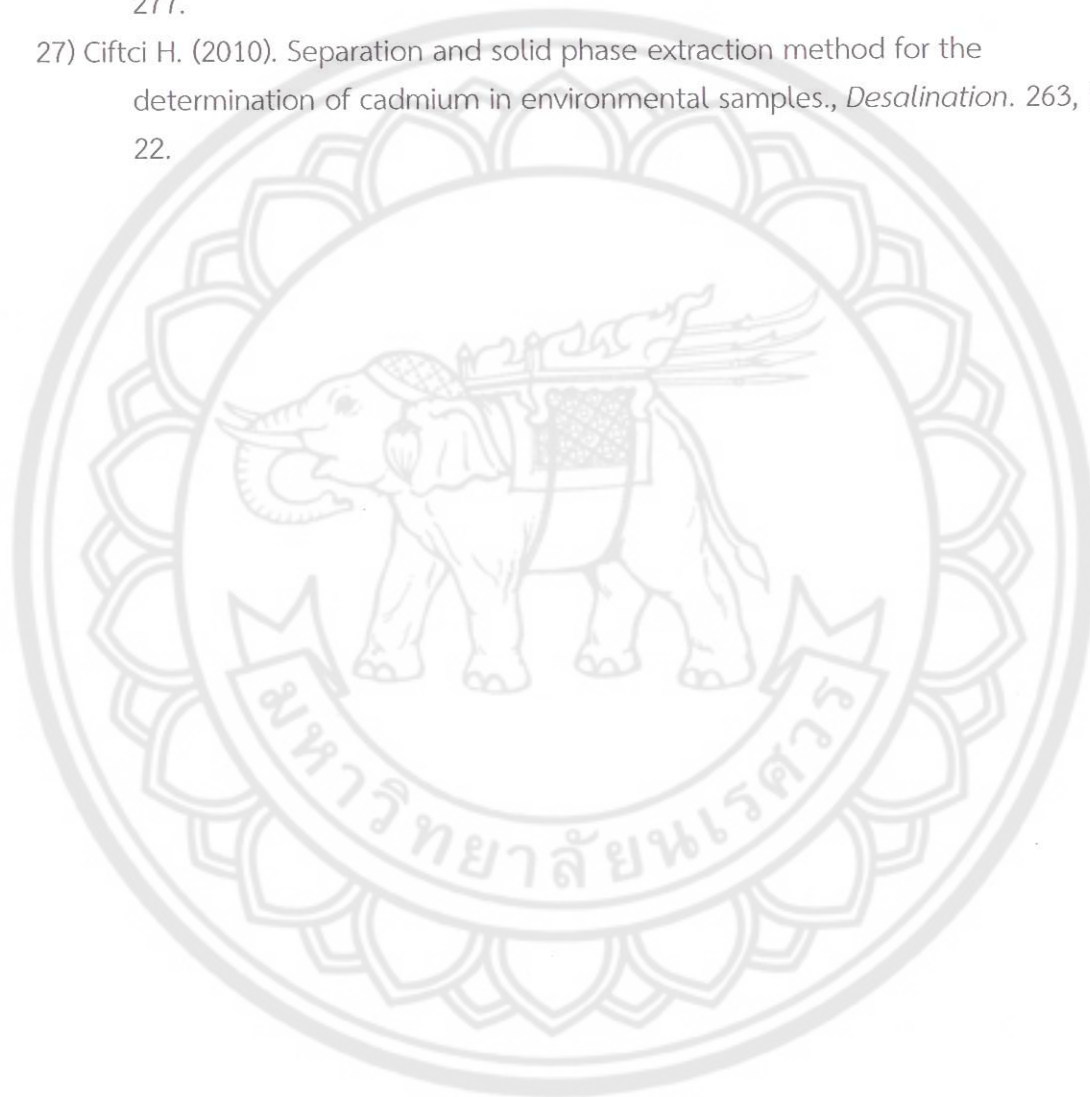 277.
27) Ciftci H. (2010). Separation and solid phase extraction method for the
determination of cadmium in environmental samples., Desalination. 263,
22.
มหาวิทยาลัยนเรศวร